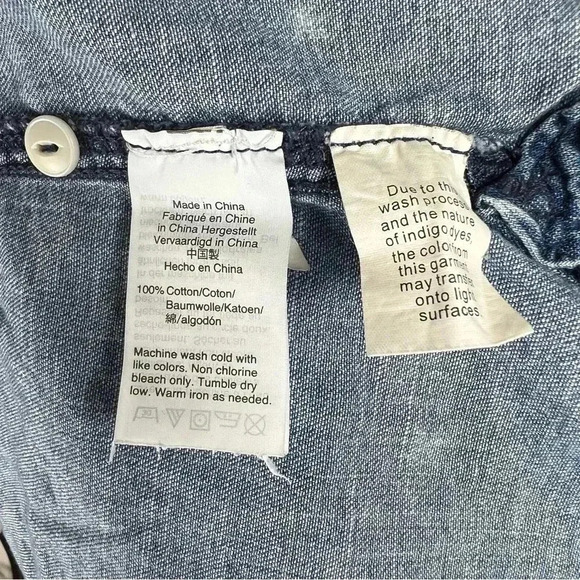 Made in China
Fabriqué en Chine
in China Hergestellt
Vervaardigd in China
中国製
Hecho en China
100% Cotton/Coton/
Baumwolle/Katoen/
綿/algodón
Machine wash cold with
like colors. Non chlorine
bleach only. Tumble dry
low. Warm iron as needed.
Due to this
wash process
and the nature
of indigo dyes,
the color from
this garment
may transfer
onto light
surfaces.